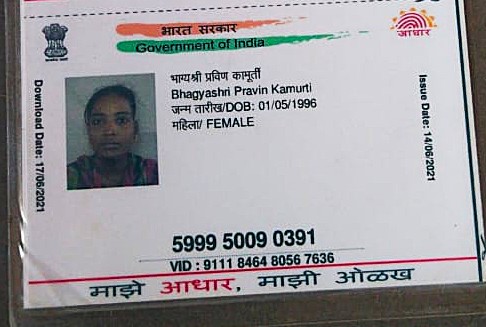 भारत सरकार
Government of India
आधार
Download Date: 17/06/2021
भाग्यश्री प्रविण कामूर्ती
Bhagyashri Pravin Kamurti
जन्म तारीख/DOB: 01/05/1996
महिला/ FEMALE
Issue Date: 14/06/2021
5999 5009 0391
VID : 9111 8464 8056 7636
माझे आधार, माझी ओळख